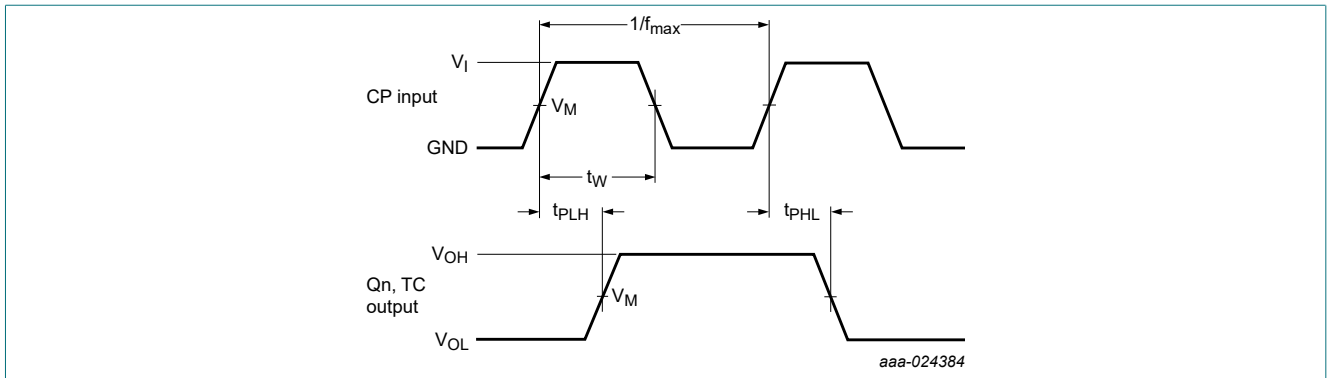 1/fmax
VI
CP input
VM
GND
tW
tPLH
tPHL
VOH
Qn, TC
output
VM
VOL
aaa-024384